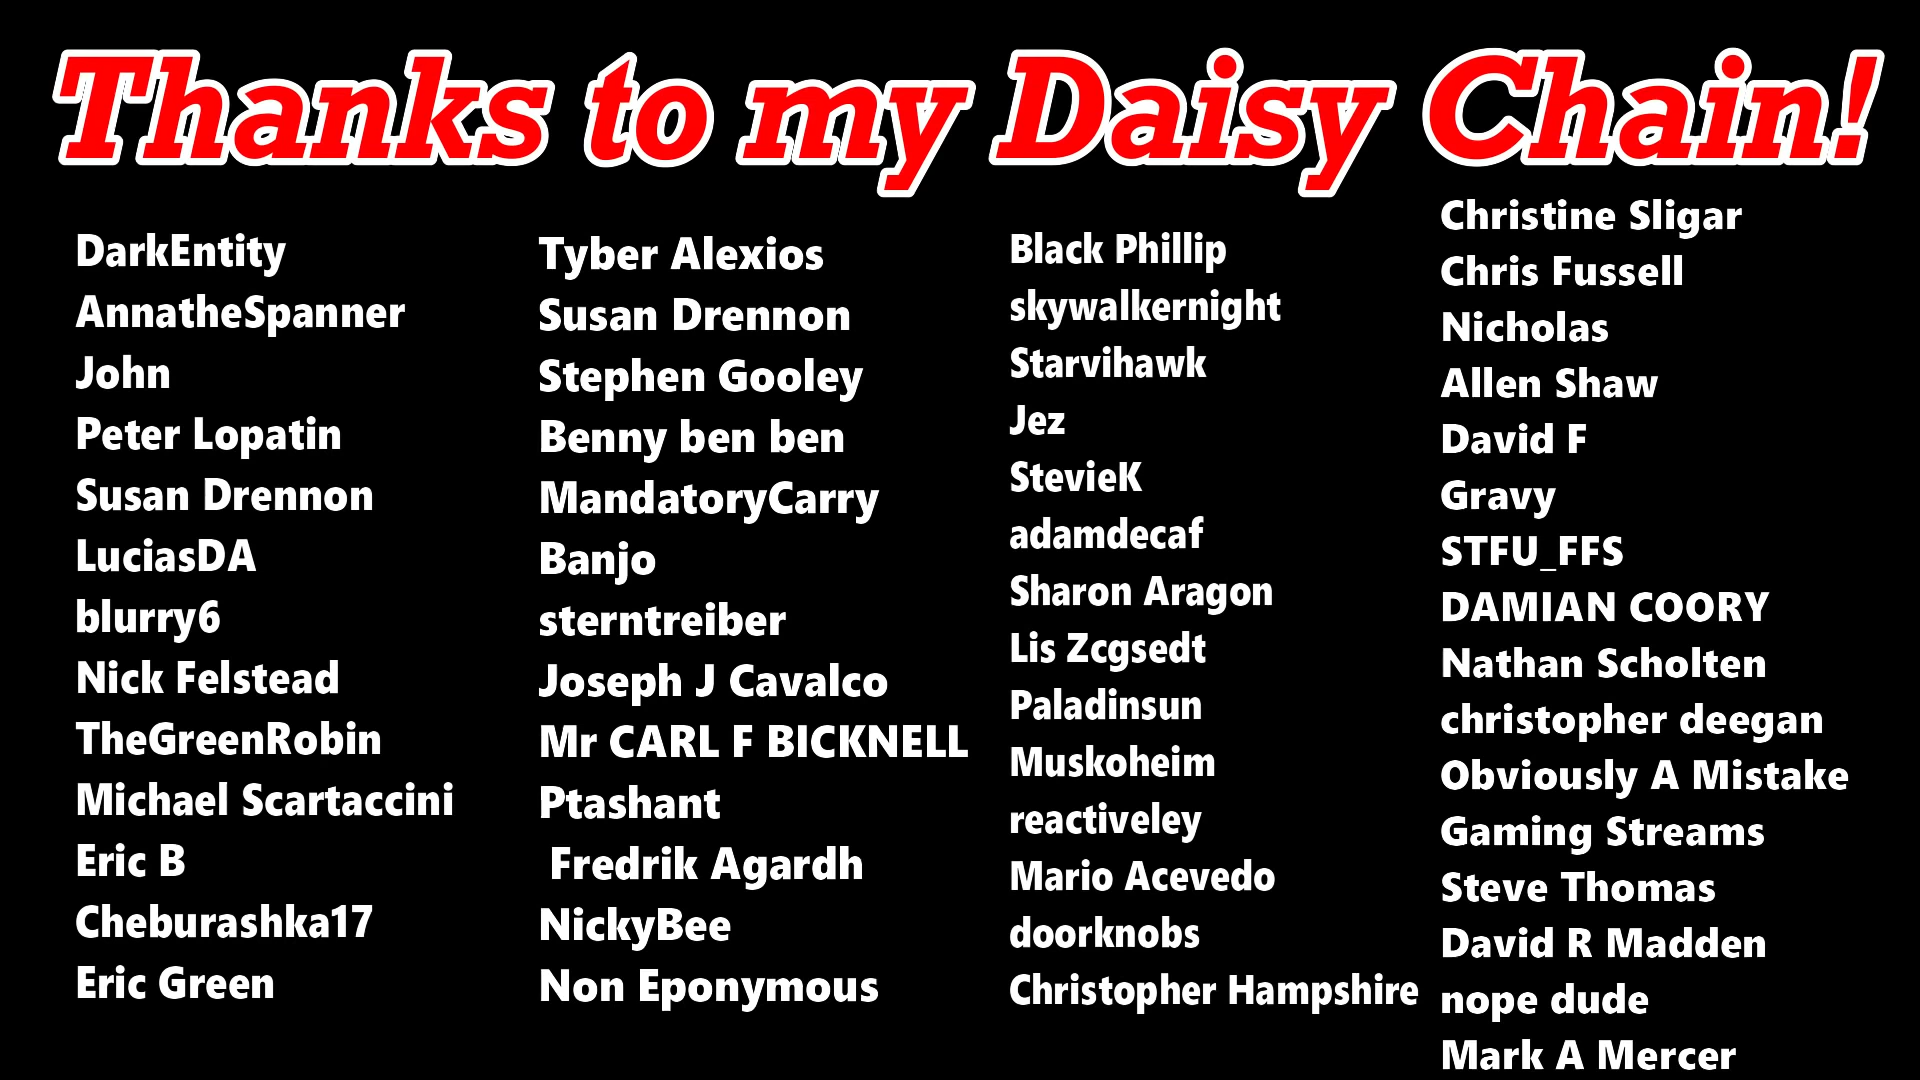 Thanks to my Daisy Chain!
DarkEntity
AnnatheSpanner
John
Peter Lopatin
Susan Drennon
LuciasDA
blurry6
Nick Felstead
TheGreenRobin
Michael Scartaccini
Eric B
Cheburashka17
Eric Green
Tyber Alexios
Susan Drennon
Stephen Gooley
Benny ben ben
MandatoryCarry
Banjo
sterntreiber
Joseph J Cavalco
Mr CARL F BICKNELL
Ptashant
Fredrik Agardh
NickyBee
Non Eponymous
Black Phillip
skywalkernight
Starvihawk
Jez
StevieK
adamdecaf
Sharon Aragon
Lis Zcgsedt
Paladinsun
Muskoheim
reactiveley
Mario Acevedo
doorknobs
Christopher Hampshire
Christine Sligar
Chris Fussell
Nicholas
Allen Shaw
David F
Gravy
STFU_FFS
DAMIAN COORY
Nathan Scholten
christopher deegan
Obviously A Mistake
Gaming Streams
Steve Thomas
David R Madden
nope dude
Mark A Mercer